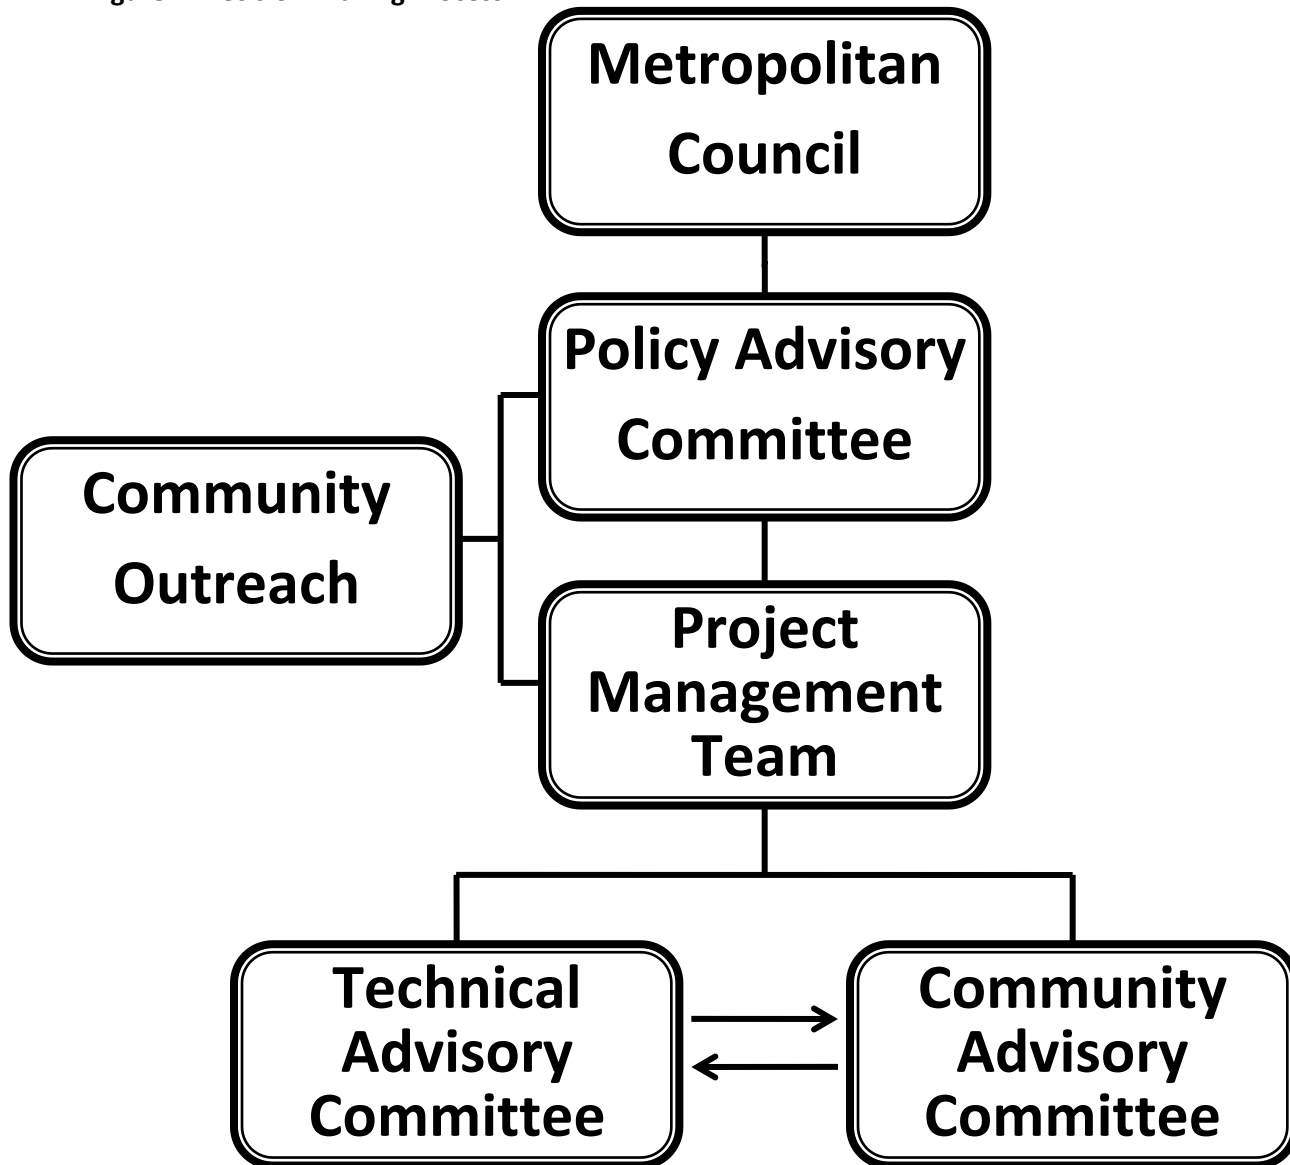 Metropolitan
Council
Policy Advisory
Committee
Community
Outreach
Project
Management
Team
Technical
Advisory
Committee
Community
Advisory
Committee